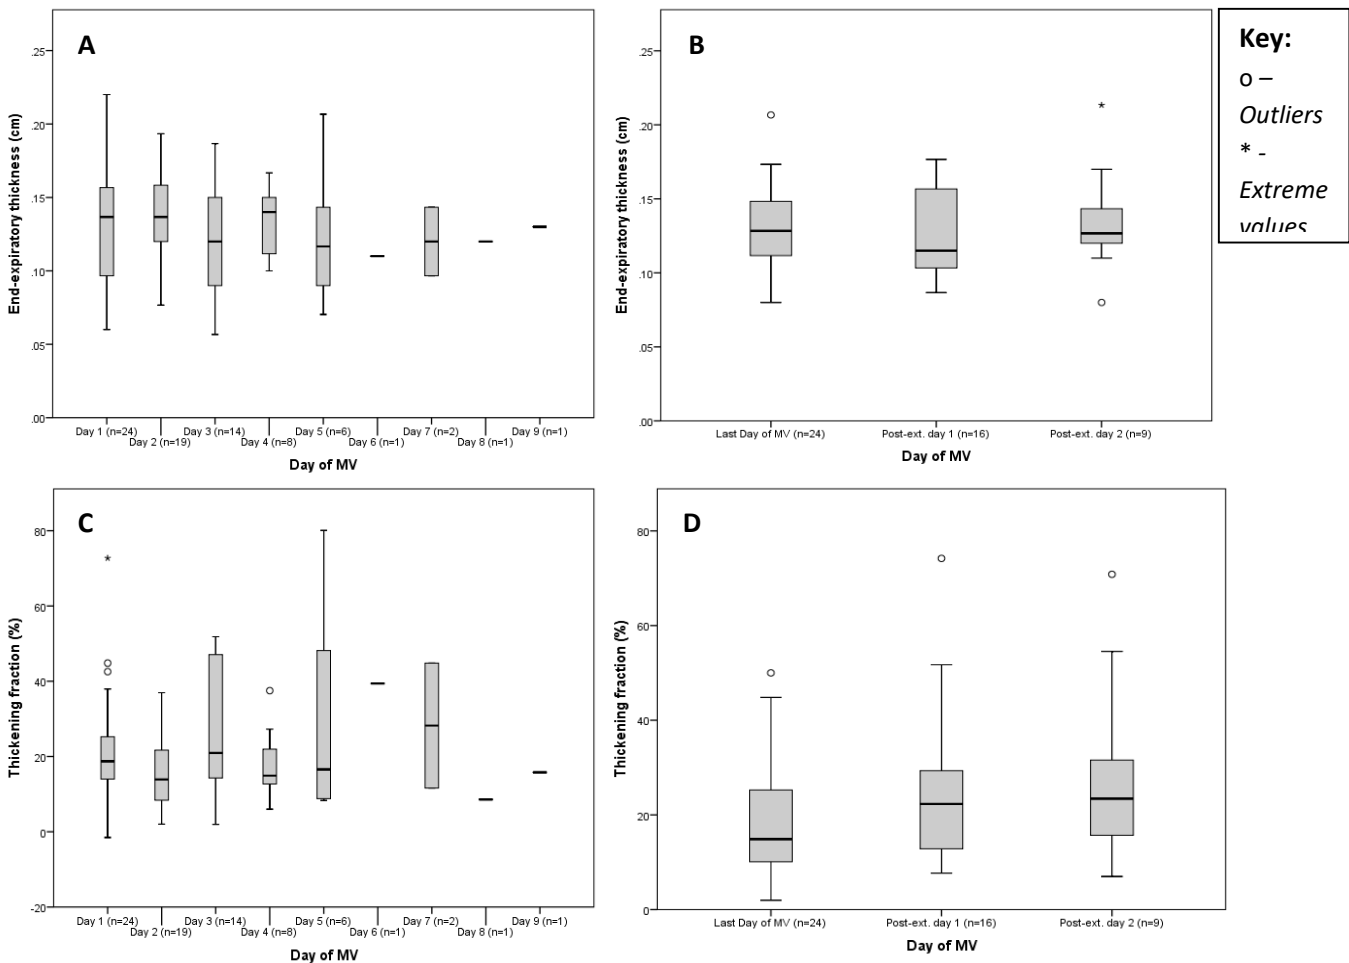 A
.25
.20
.15
.10
.05
.00
End-expiratory thickness (cm)
Day 1 (n=24) Day 3 (n=14) Day 5 (n=6) Day 7 (n=2) Day 9 (n=1)
Day 2 (n=19) Day 4 (n=8) Day 6 (n=1) Day 8 (n=1)
Day of MV
B
.25
.20
.15
.10
.05
.00
End-expiratory thickness (cm)
Last Day of MV (n=24) Post-ext. day 1 (n=16) Post-ext. day 2 (n=9)
Day of MV
Key:
o –
Outliers
* -
Extreme
values
C
80
60
40
20
0
-20
Thickening fraction (%)
Day 1 (n=24) Day 3 (n=14) Day 5 (n=6) Day 7 (n=2) Day 9 (n=1)
Day 2 (n=19) Day 4 (n=8) Day 6 (n=1) Day 8 (n=1)
Day of MV
D
80
60
40
20
0
Thickening fraction (%)
Last Day of MV (n=24) Post-ext. day 1 (n=16) Post-ext. day 2 (n=9)
Day of MV